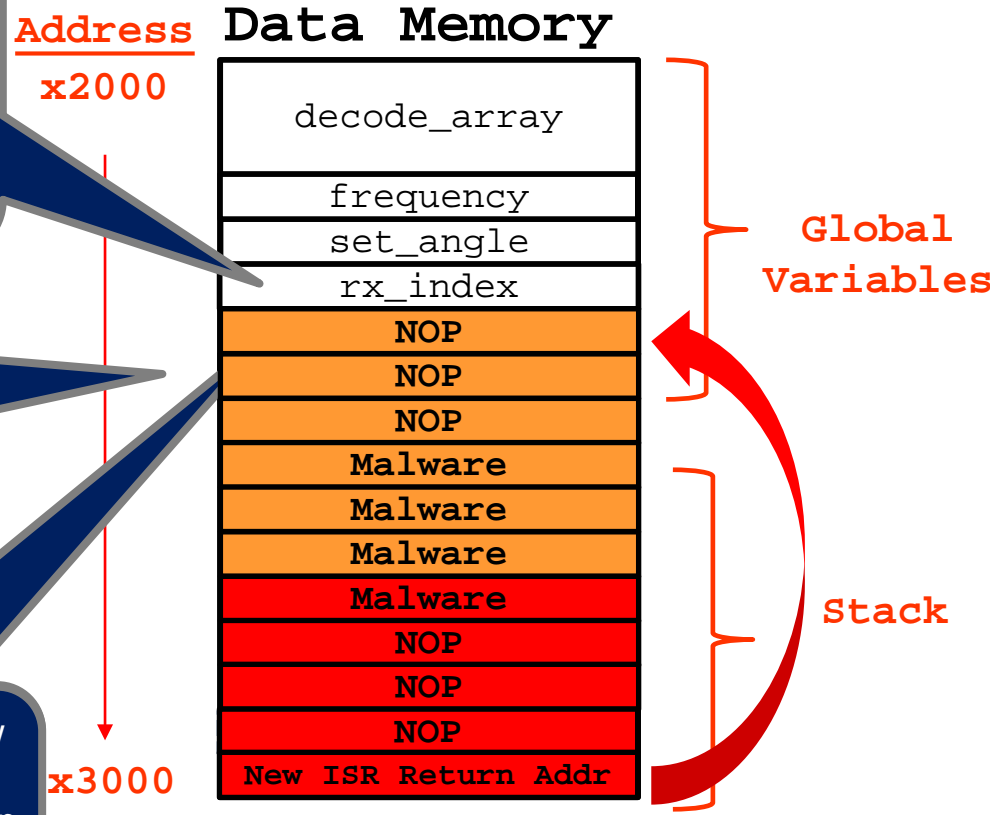 Address
Data Memory
x2000
decode_array
frequency
set_angle
rx_index
NOP
NOP
NOP
Malware
Malware
Malware
Malware
NOP
NOP
NOP
New ISR Return Addr
x3000
Global
Variables
Stack